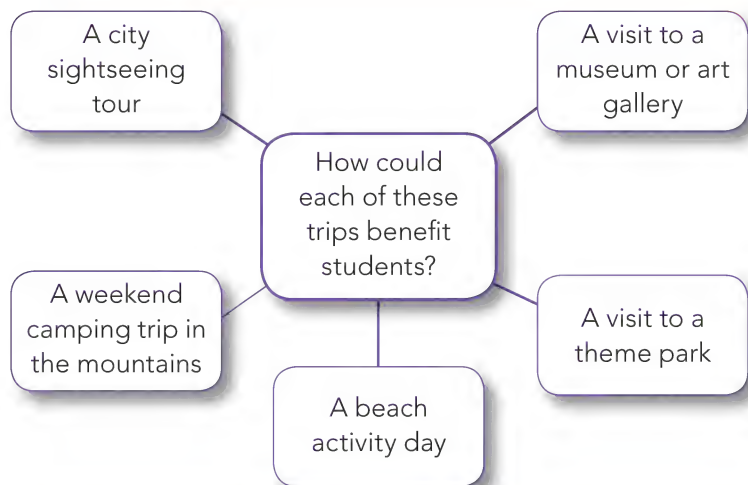 A city
sightseeing
tour
A visit to a
museum or art
gallery
How could
each of these
trips benefit
students?
A weekend
camping trip in
the mountains
A visit to a
theme park
A beach
activity day